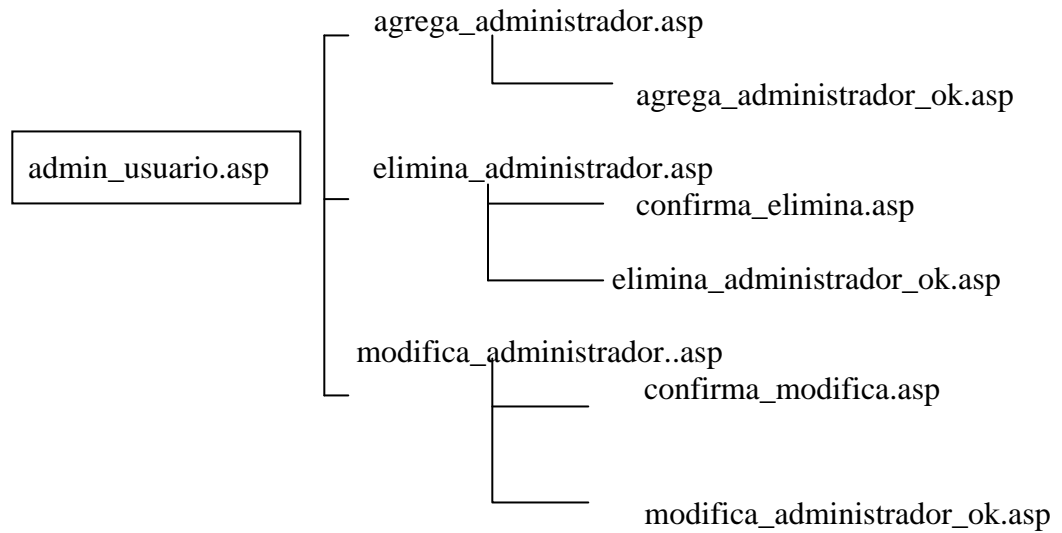 agrega_administrador.asp
agrega_administrador_ok.asp
admin_usuario.asp
elimina_administrador.asp
confirma_elimina.asp
elimina_administrador_ok.asp
modifica_administrador..asp
confirma_modifica.asp
modifica_administrador_ok.asp